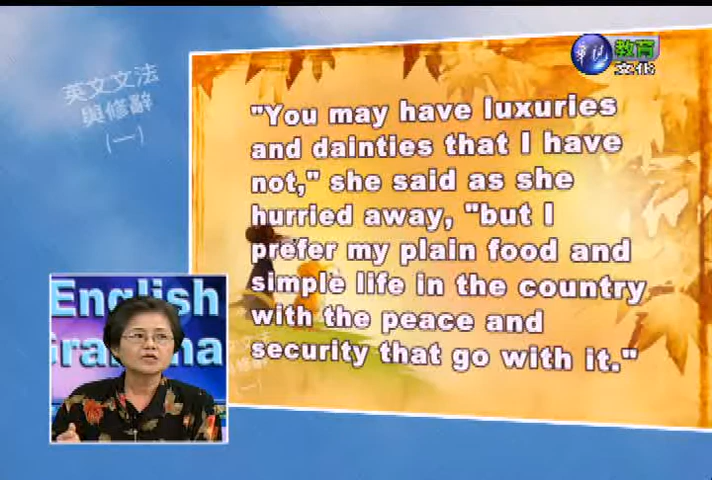 英文文法
與修辭
(一)
華視
教育
文化
"You may have luxuries
and dainties that I have
not," she said as she
hurried away, "but I
prefer my plain food and
simple life in the country
with the peace and
security that go with it."
English
Gramma